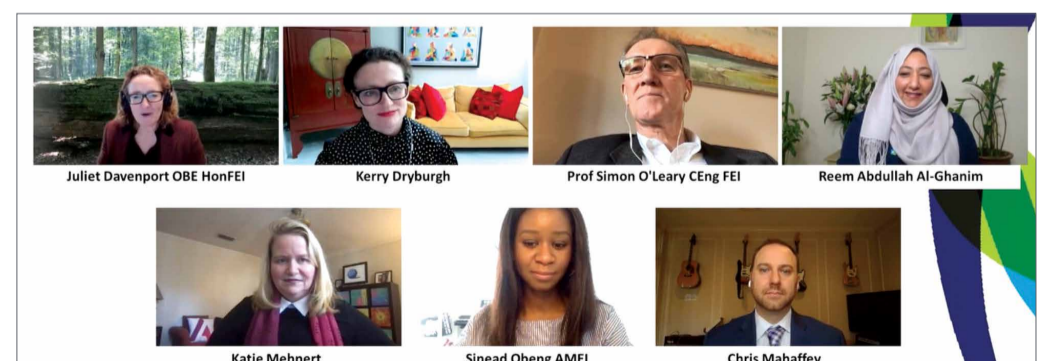 Juliet Davenport OBE HonFEI
Kerry Dryburgh
Prof Simon O'Leary CEng FEI
Reem Abdullah Al-Ghanim
Katie Mehnert
Sinead Obeng AMEI
Chris Mahaffey